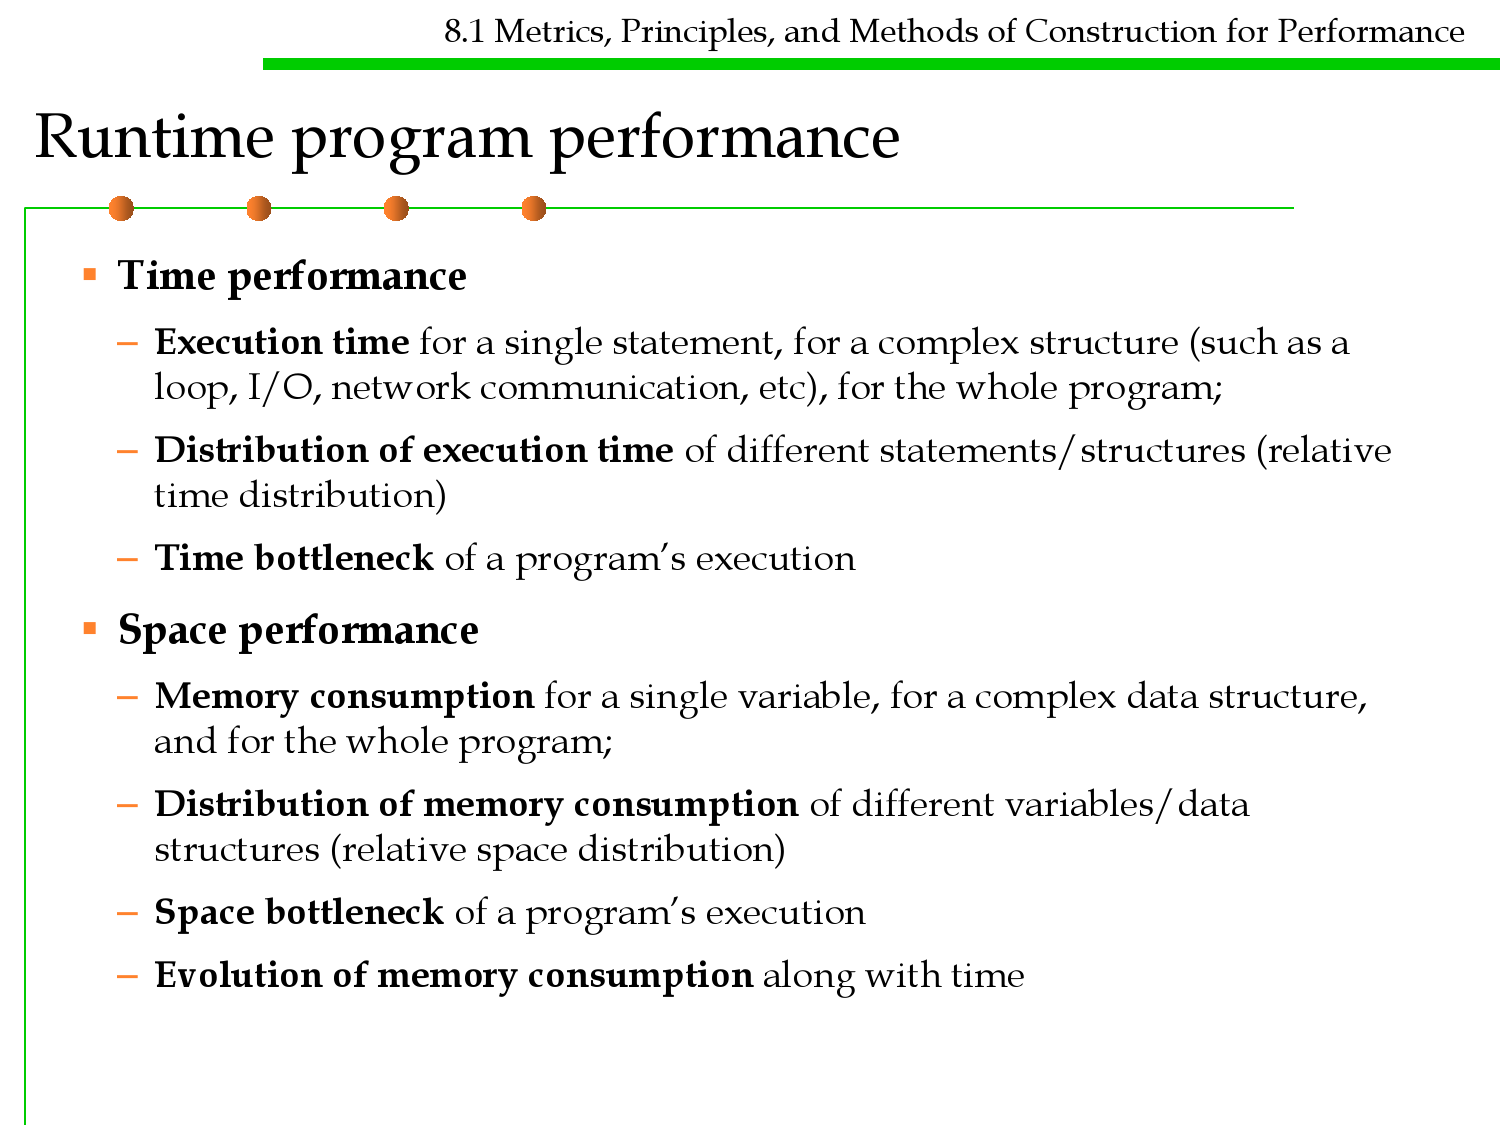 8.1 Metrics, Principles, and Methods of Construction for Performance
Runtime program performance
▪ Time performance
– Execution time for a single statement, for a complex structure (such as a
loop, I/O, network communication, etc), for the whole program;
– Distribution of execution time of different statements/structures (relative
time distribution)
– Time bottleneck of a program’s execution
▪ Space performance
– Memory consumption for a single variable, for a complex data structure,
and for the whole program;
– Distribution of memory consumption of different variables/data
structures (relative space distribution)
– Space bottleneck of a program’s execution
– Evolution of memory consumption along with time